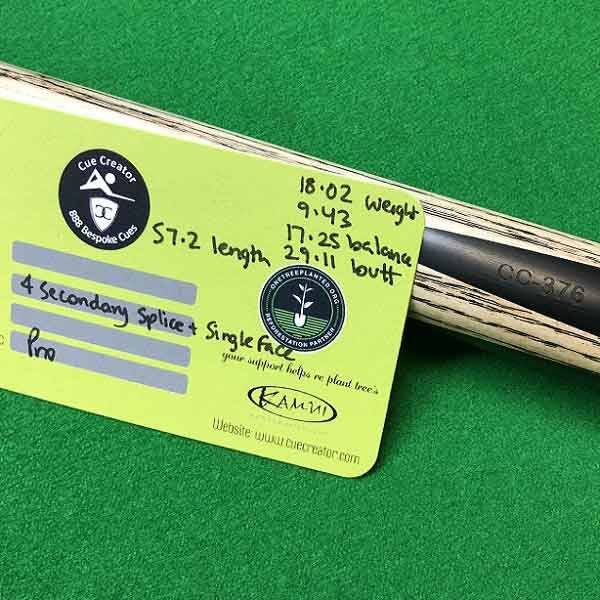 Cue Creator
888 Bespoke Cues
18.02 weight
9.43
17.25 balance
57.2 length 29.11 butt
ONETREEPLANTED.ORG
REFORESTATION PARTNER
4 Secondary Splice + Single Face
Pro
your support helps re plant tree's
KAMUI
Website: www.cuecreator.com
CC-376